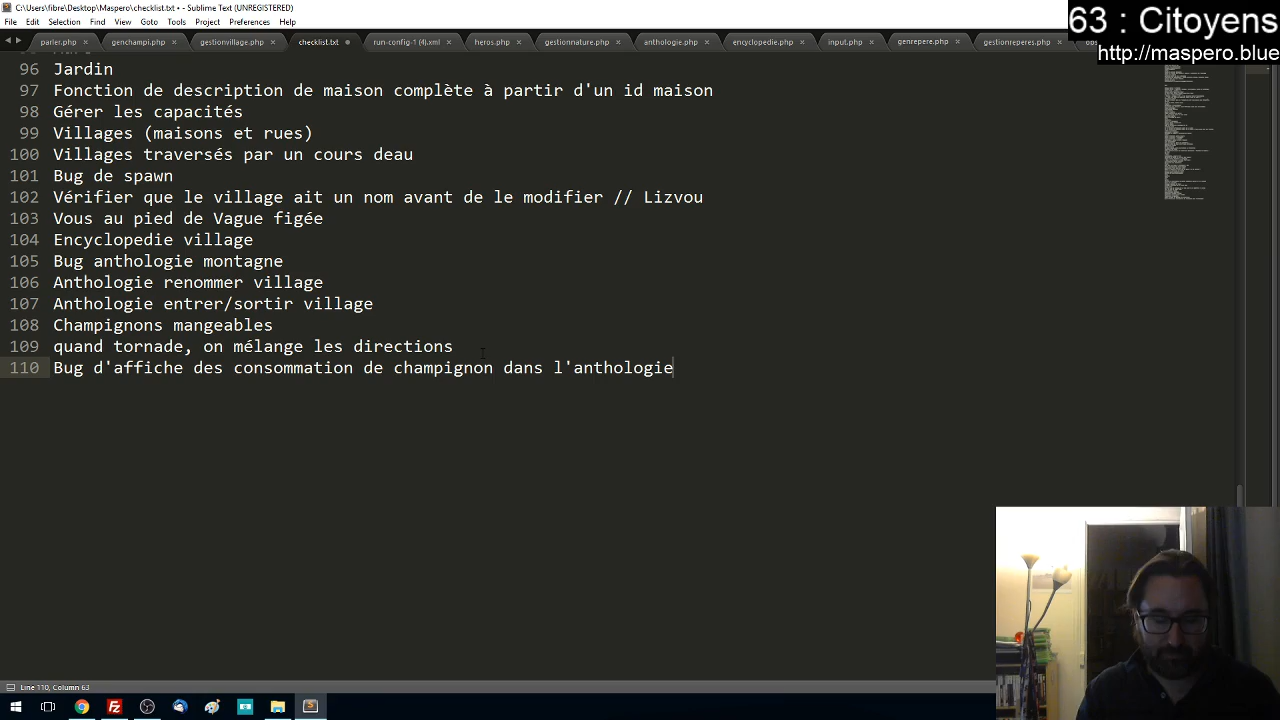 C:\Users\fibre\Desktop\Maspero\checklist.txt • - Sublime Text (UNREGISTERED)
File Edit Selection Find View Goto Tools Project Preferences Help
63 : Citoyens
http://maspero.blue
parler.php × genchampi.php × gestionvillage.php × checklist.txt • run-config-1 (4).xml × heros.php × gestionnature.php × anthologie.php × encyclopedie.php × input.php × genrepere.php × gestionreperes.php ×
96 Jardin
97 Fonction de description de maison complète à partir d'un id maison
98 Gérer les capacités
99 Villages (maisons et rues)
100 Villages traversés par un cours deau
101 Bug de spawn
102 Vérifier que le village ait un nom avant de le modifier // Lizvou
103 Vous au pied de Vague figée
104 Encyclopedie village
105 Bug anthologie montagne
106 Anthologie renommer village
107 Anthologie entrer/sortir village
108 Champignons mangeables
109 quand tornade, on mélange les directions
110 Bug d'affiche des consommation de champignon dans l'anthologie
Line 110, Column 63